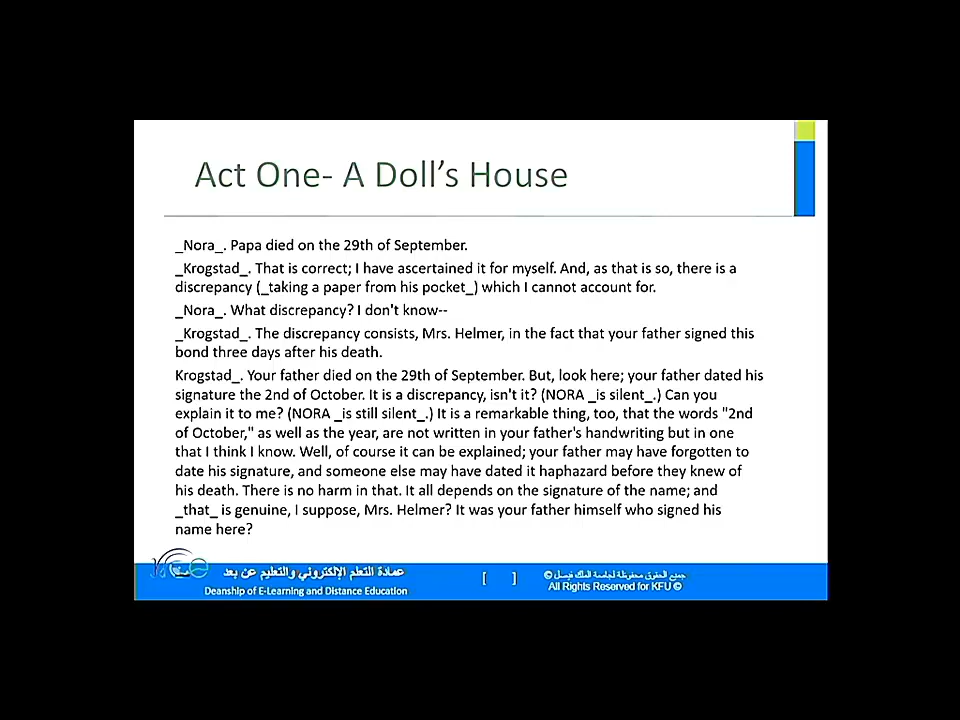 Act One- A Doll’s House
_Nora_. Papa died on the 29th of September.
_Krogstad_. That is correct; I have ascertained it for myself. And, as that is so, there is a
discrepancy (_taking a paper from his pocket_) which I cannot account for.
_Nora_. What discrepancy? I don't know--
_Krogstad_. The discrepancy consists, Mrs. Helmer, in the fact that your father signed this
bond three days after his death.
Krogstad_. Your father died on the 29th of September. But, look here; your father dated his
signature the 2nd of October. It is a discrepancy, isn't it? (NORA _is silent_.) Can you
explain it to me? (NORA _is still silent_.) It is a remarkable thing, too, that the words "2nd
of October," as well as the year, are not written in your father's handwriting but in one
that I think I know. Well, of course it can be explained; your father may have forgotten to
date his signature, and someone else may have dated it haphazard before they knew of
his death. There is no harm in that. It all depends on the signature of the name; and
_that_ is genuine, I suppose, Mrs. Helmer? It was your father himself who signed his
name here?
عمادة التعلم الإلكتروني والتعليم عن بعد
Deanship of E-Learning and Distance Education
[ ]
جميع الحقوق محفوظة لجامعة الملك فيصل ©
All Rights Reserved for KFU ©